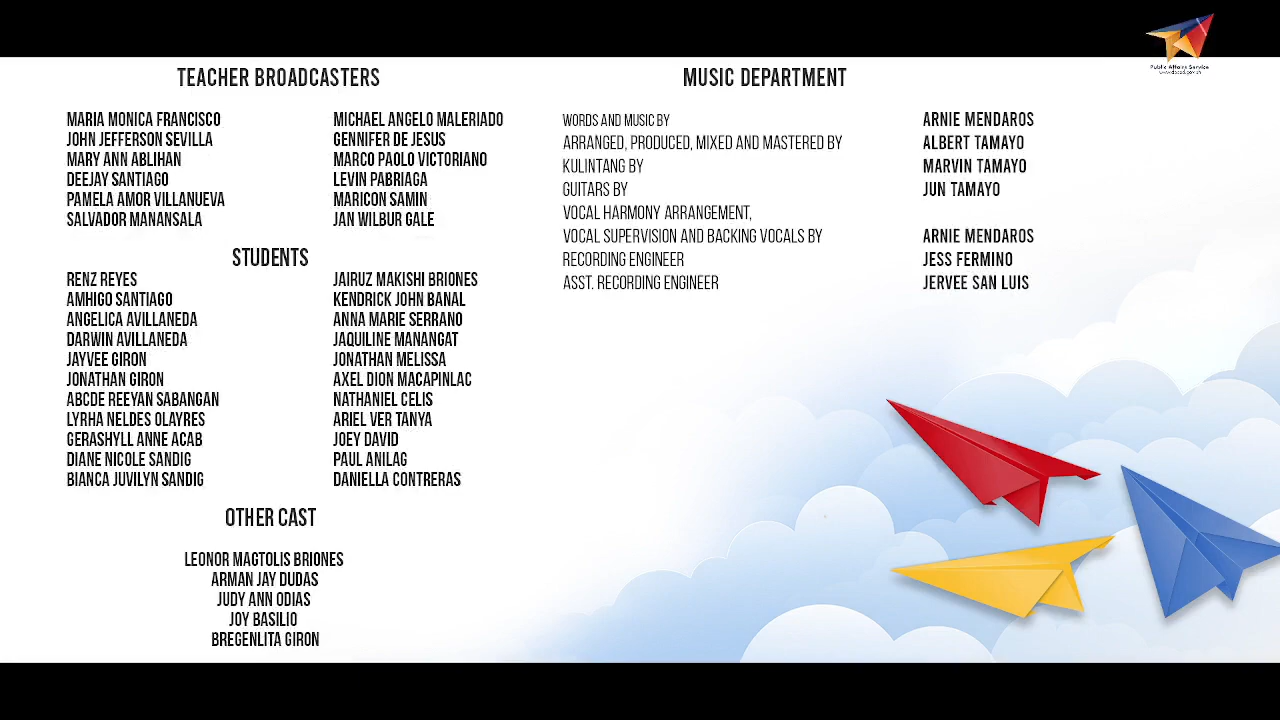 Public Affairs Service
www.deped.gov.ph
TEACHER BROADCASTERS
MARIA MONICA FRANCISCO
JOHN JEFFERSON SEVILLA
MARY ANN ABLIHAN
DEEJAY SANTIAGO
PAMELA AMOR VILLANUEVA
SALVADOR MANANSALA
MICHAEL ANGELO MALERIADO
GENNIFER DE JESUS
MARCO PAOLO VICTORIANO
LEVIN PABRIAGA
MARICON SAMIN
JAN WILBUR GALE
STUDENTS
RENZ REYES
AMHIGO SANTIAGO
ANGELICA AVILLANEDA
DARWIN AVILLANEDA
JAYVEE GIRON
JONATHAN GIRON
ABCDE REEYAN SABANGAN
LYRHA NELDES OLAYRES
GERASHYLL ANNE ACAB
DIANE NICOLE SANDIG
BIANCA JUVILYN SANDIG
JAIRUZ MAKISHI BRIONES
KENDRICK JOHN BANAL
ANNA MARIE SERRANO
JAQUILINE MANANGAT
JONATHAN MELISSA
AXEL DION MACAPINLAC
NATHANIEL CELIS
ARIEL VER TANYA
JOEY DAVID
PAUL ANILAG
DANIELLA CONTRERAS
OTHER CAST
LEONOR MAGTOLIS BRIONES
ARMAN JAY DUDAS
JUDY ANN ODIAS
JOY BASILIO
BREGENLITA GIRON
MUSIC DEPARTMENT
WORDS AND MUSIC BY ARNIE MENDAROS
ARRANGED, PRODUCED, MIXED AND MASTERED BY ALBERT TAMAYO
KULINTANG BY MARVIN TAMAYO
GUITARS BY JUN TAMAYO
VOCAL HARMONY ARRANGEMENT,
VOCAL SUPERVISION AND BACKING VOCALS BY ARNIE MENDAROS
RECORDING ENGINEER JESS FERMINO
ASST. RECORDING ENGINEER JERVEE SAN LUIS